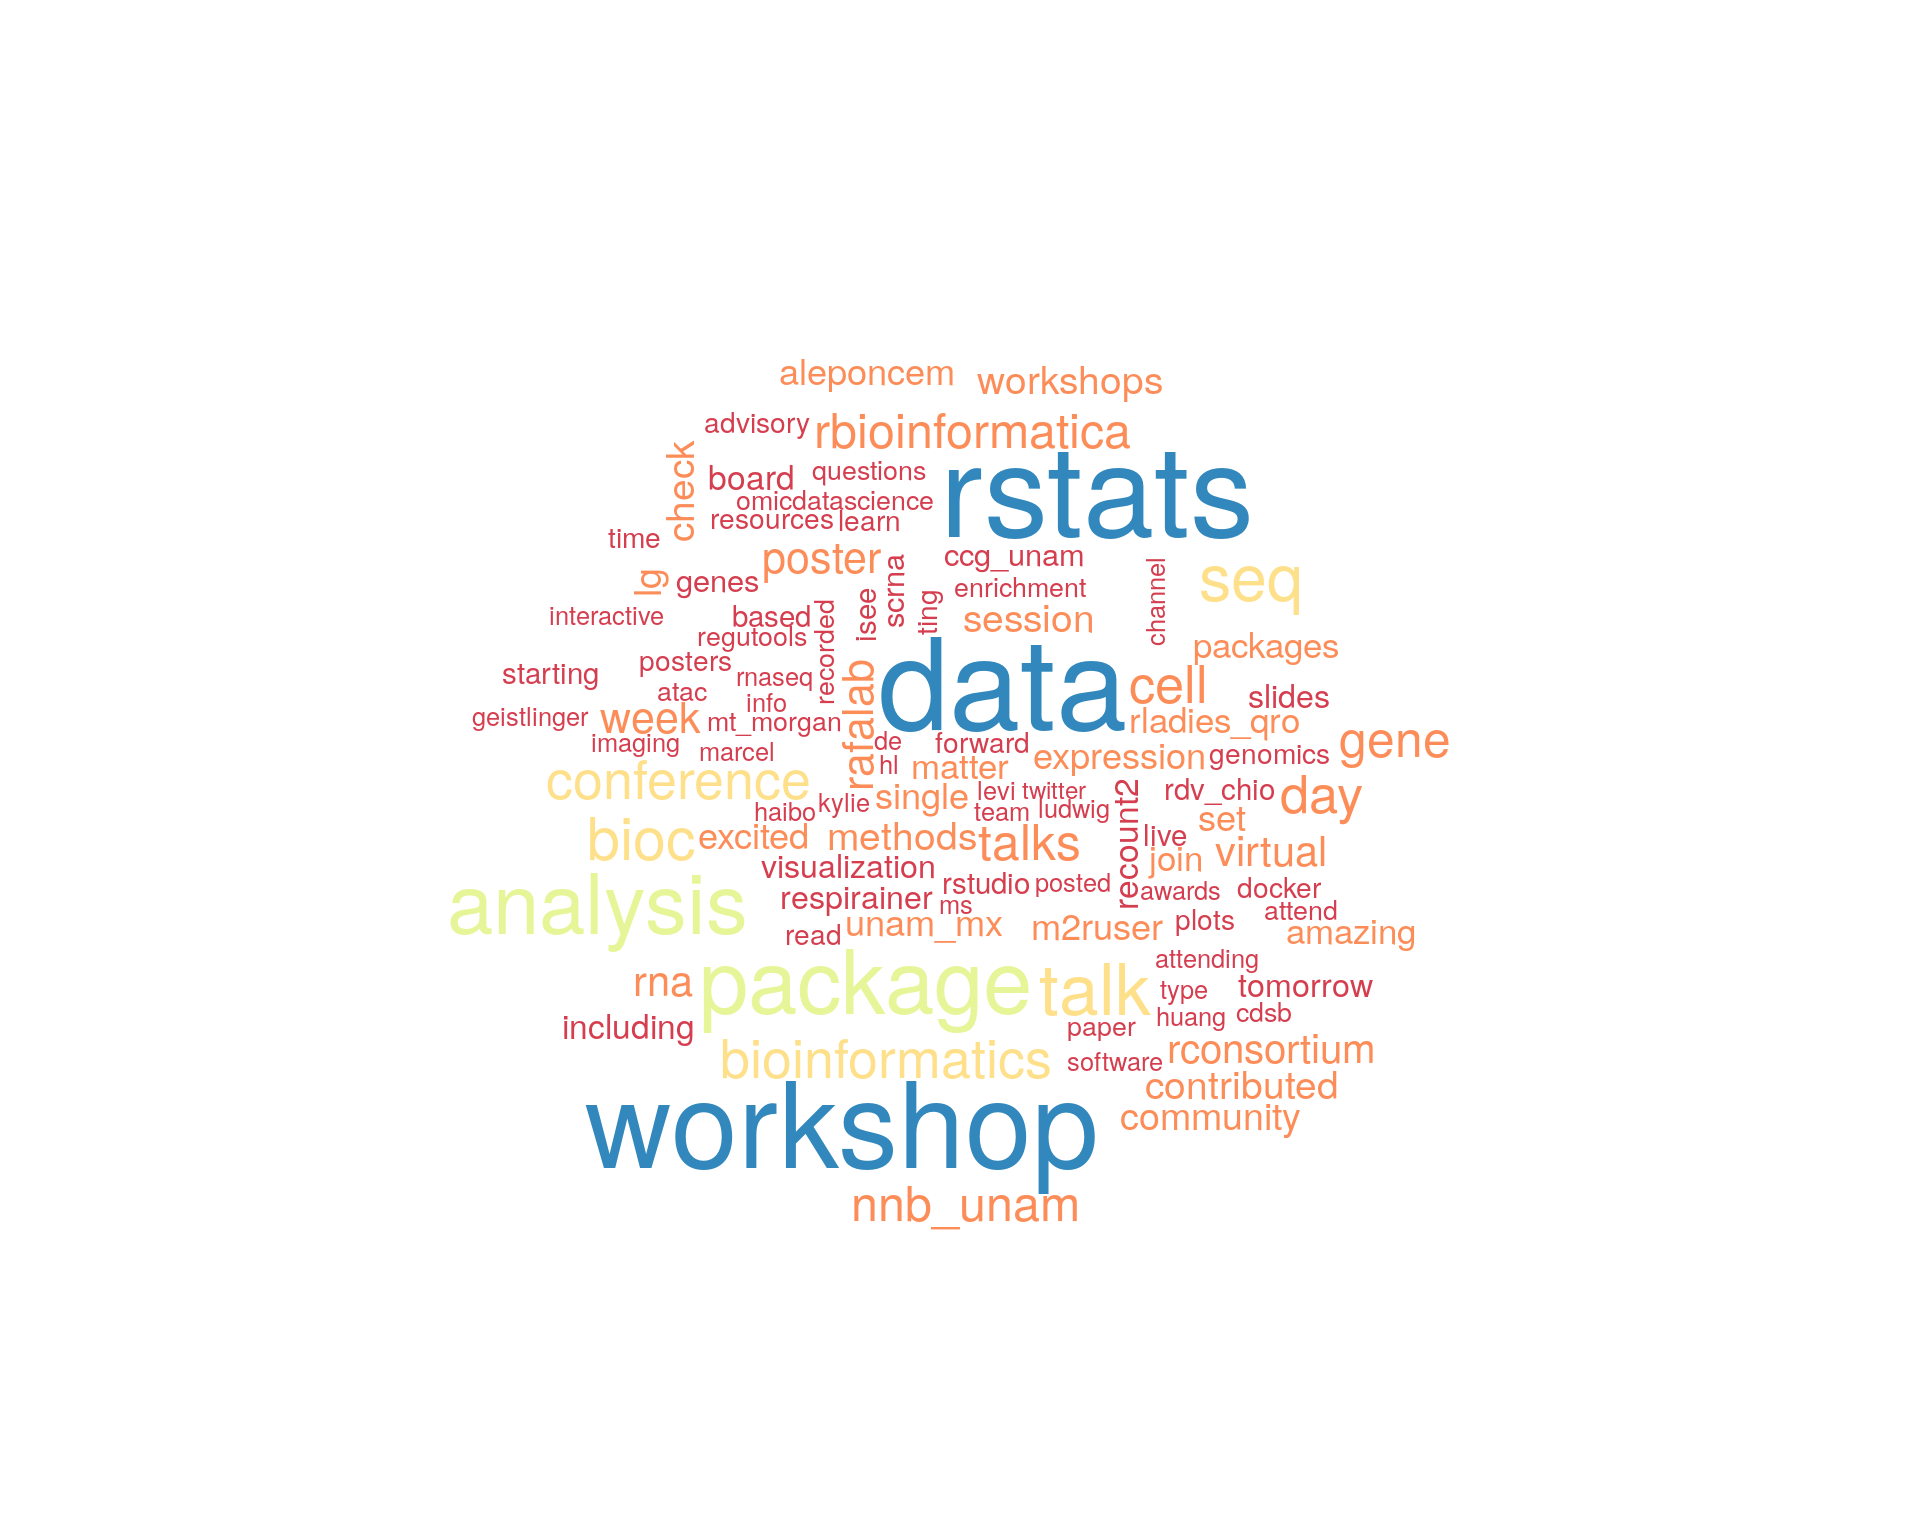 aleponcem
workshops
advisory
rbioinformatica
check
board
questions
rstats
omicdatascience
resources
learn
time
poster
scrna
ccg_unam
channel
seq
lg
genes
isee
ting
enrichment
interactive
based
recorded
session
regutools
packages
starting
posters
rnaseq
rafalab
data
cell
slides
atac
info
geistlinger
week
mt_morgan
rladies_qro
imaging
marcel
de
forward
expression
genomics
gene
conference
hl
matter
haibo
kylie
single
levi
twitter
recount2
rdv_chio
day
team
ludwig
set
bioc
excited
methods
talks
live
join
virtual
visualization
analysis
respirainer
rstudio
posted
awards
docker
ms
read
unam_mx
m2ruser
plots
attend
amazing
rna
package
talk
attending
type
tomorrow
including
paper
huang
cdsb
bioinformatics
software
rconsortium
contributed
workshop
community
nnb_unam